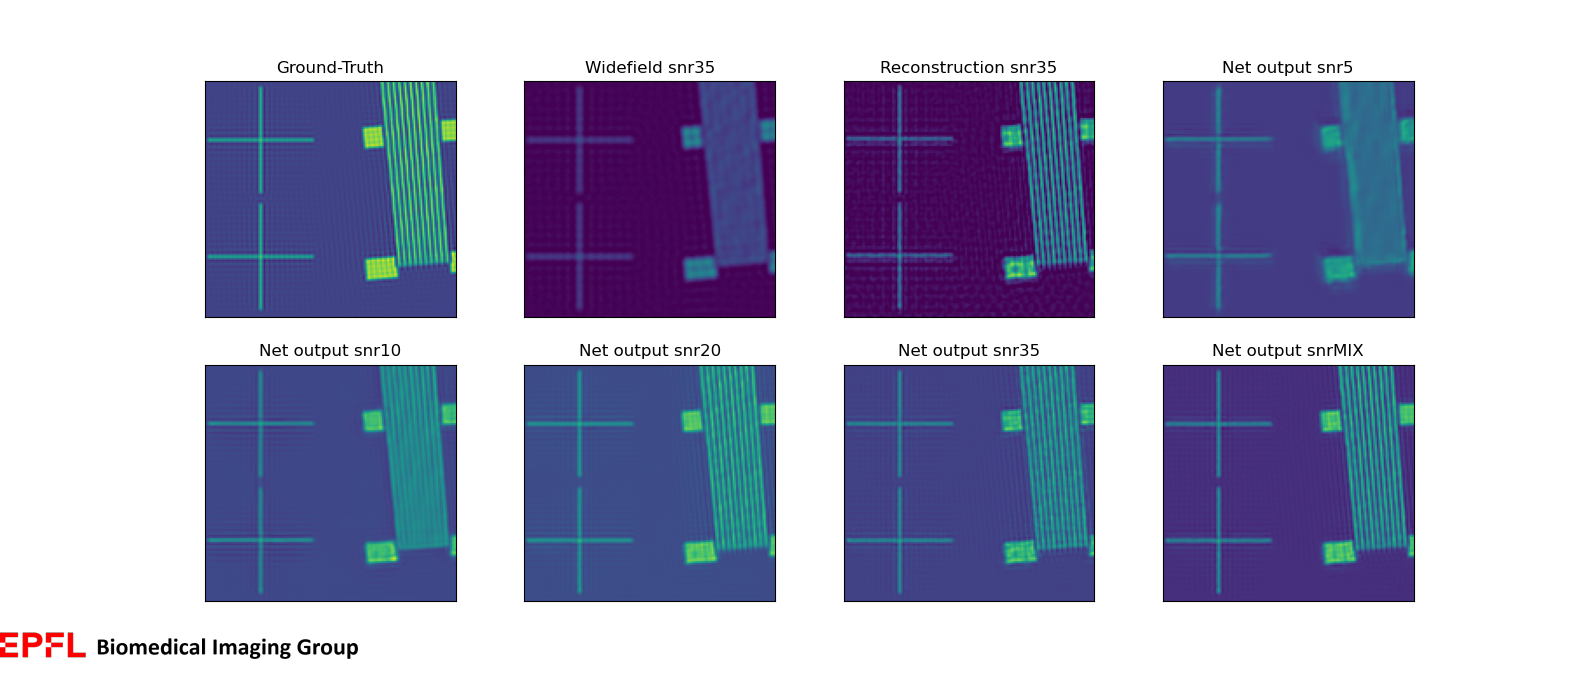 Ground-Truth
Widefield snr35
Reconstruction snr35
Net output snr5
Net output snr10
Net output snr20
Net output snr35
Net output snrMIX
EPFL Biomedical Imaging Group